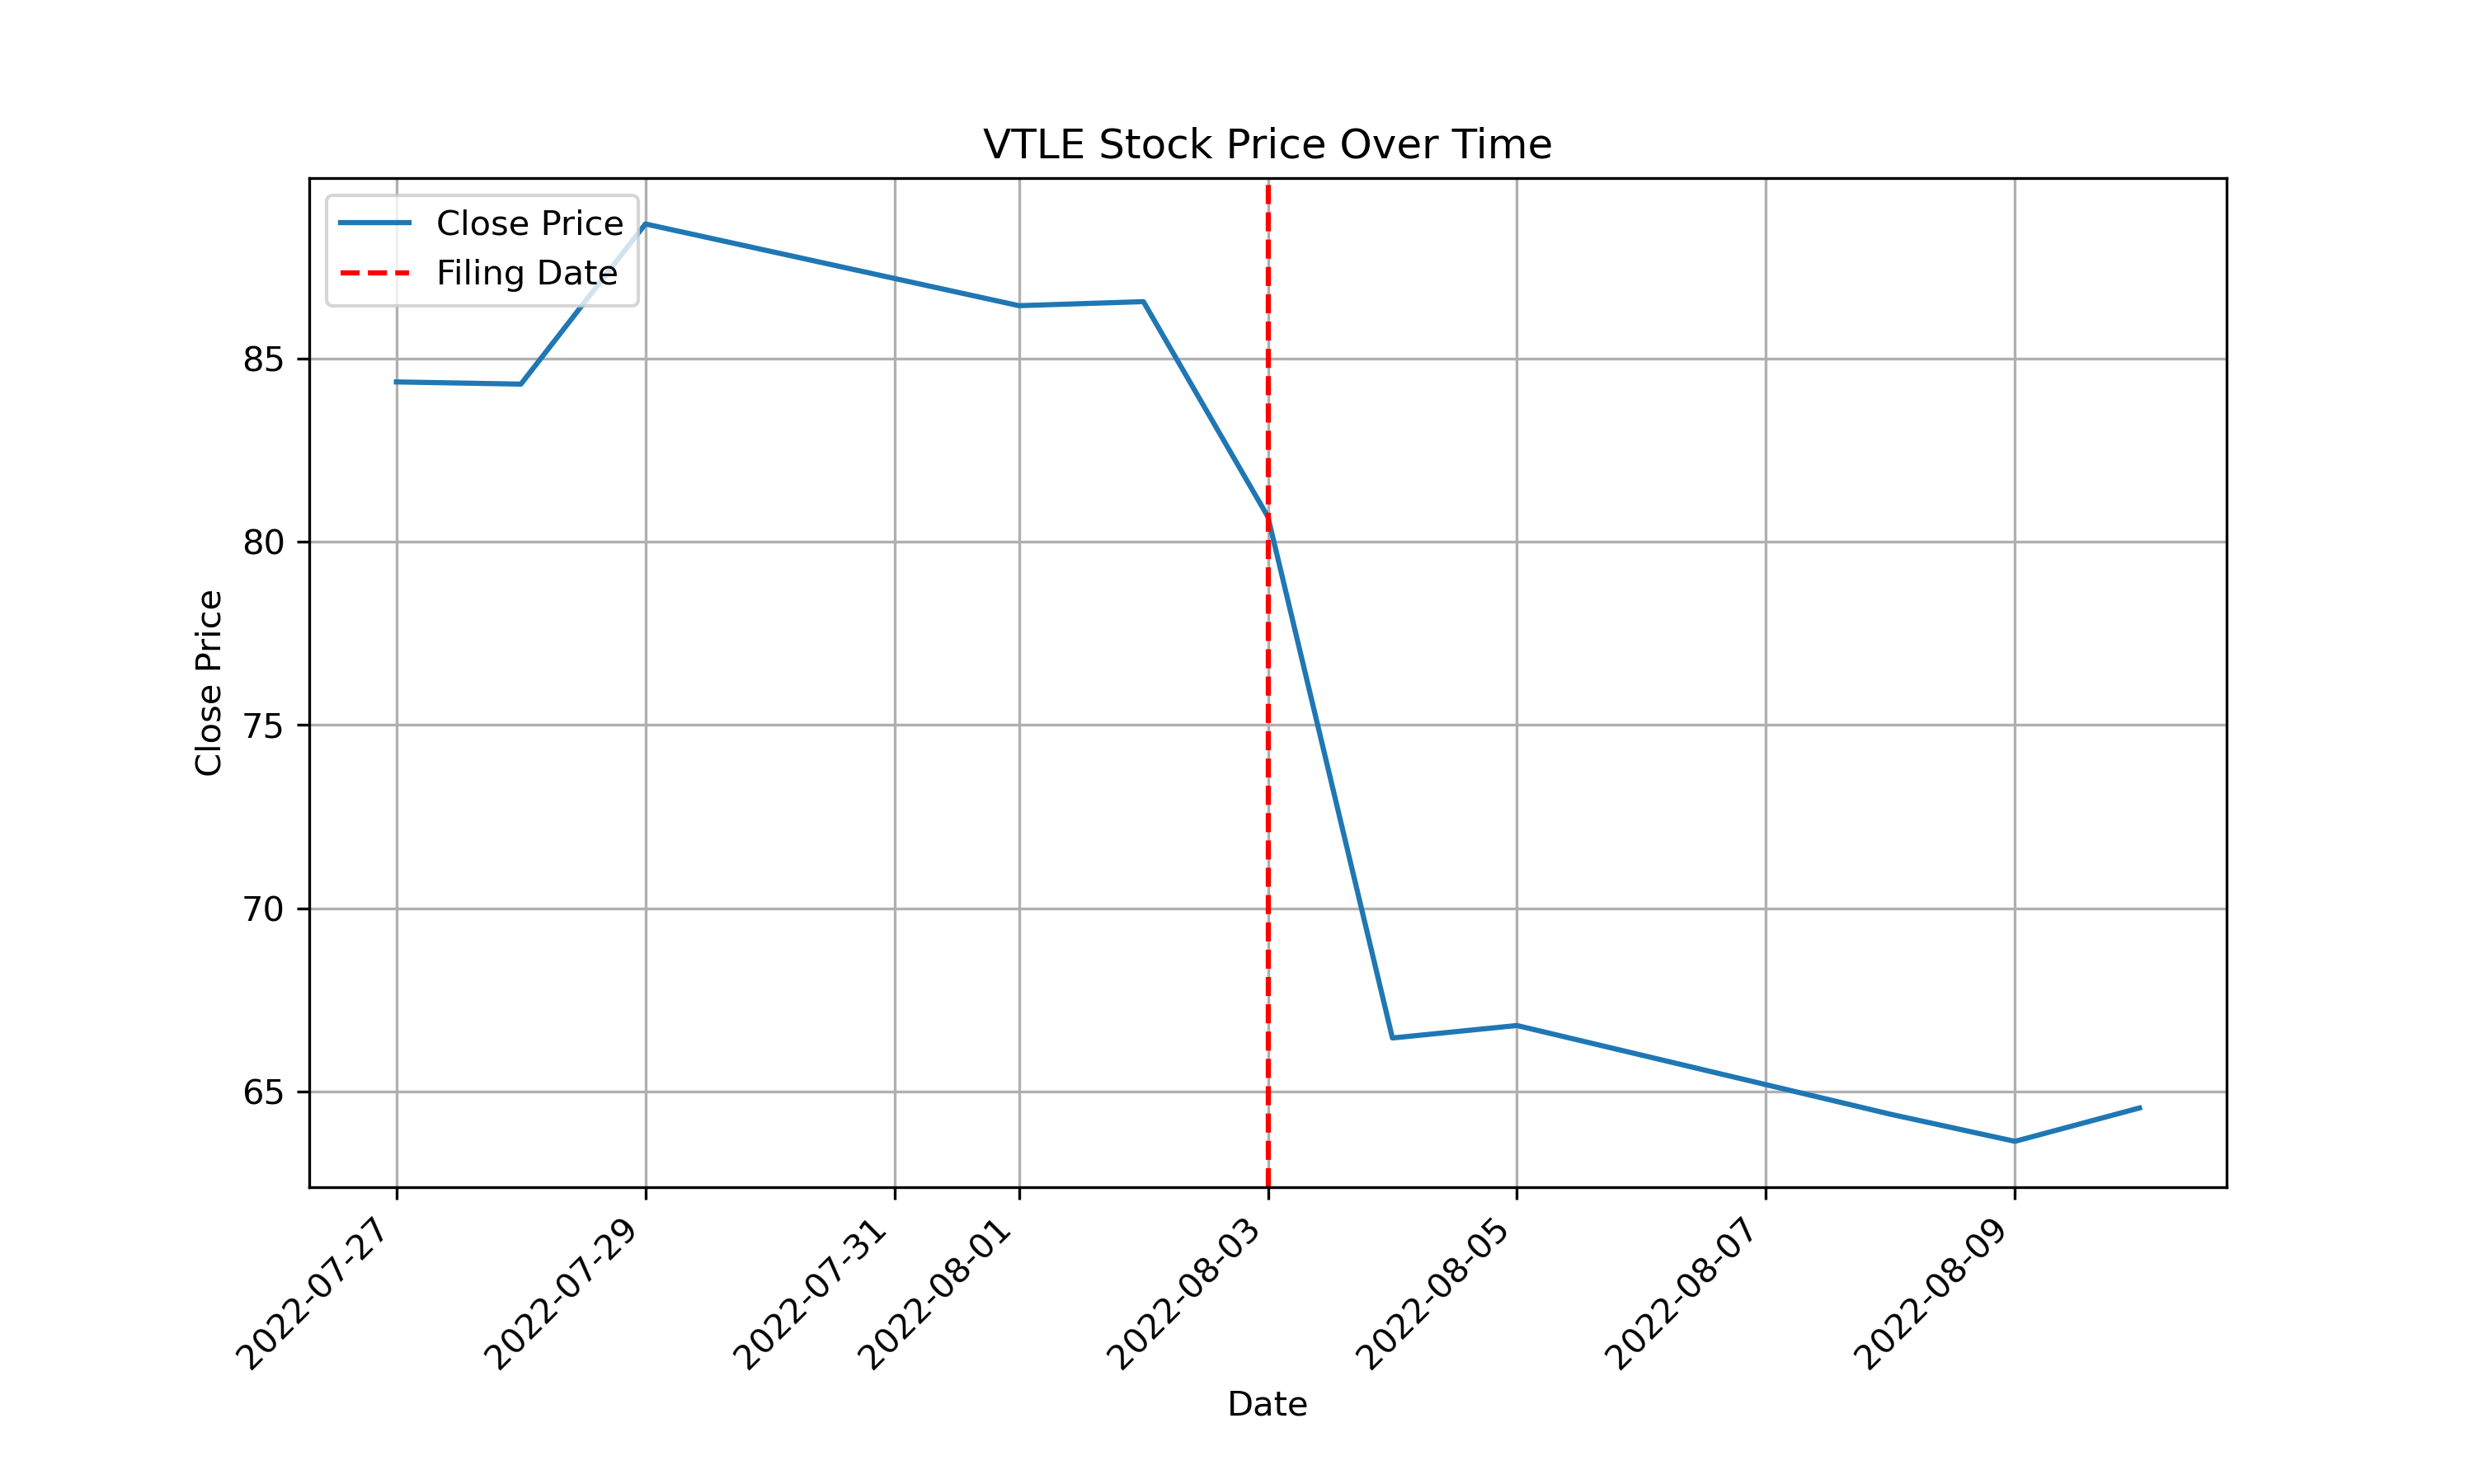 VTLE Stock Price Over Time
Close Price
Filing Date
85
80
75
70
65
Close Price
2022-07-27
2022-07-29
2022-07-31
2022-08-01
2022-08-03
2022-08-05
2022-08-07
2022-08-09
Date